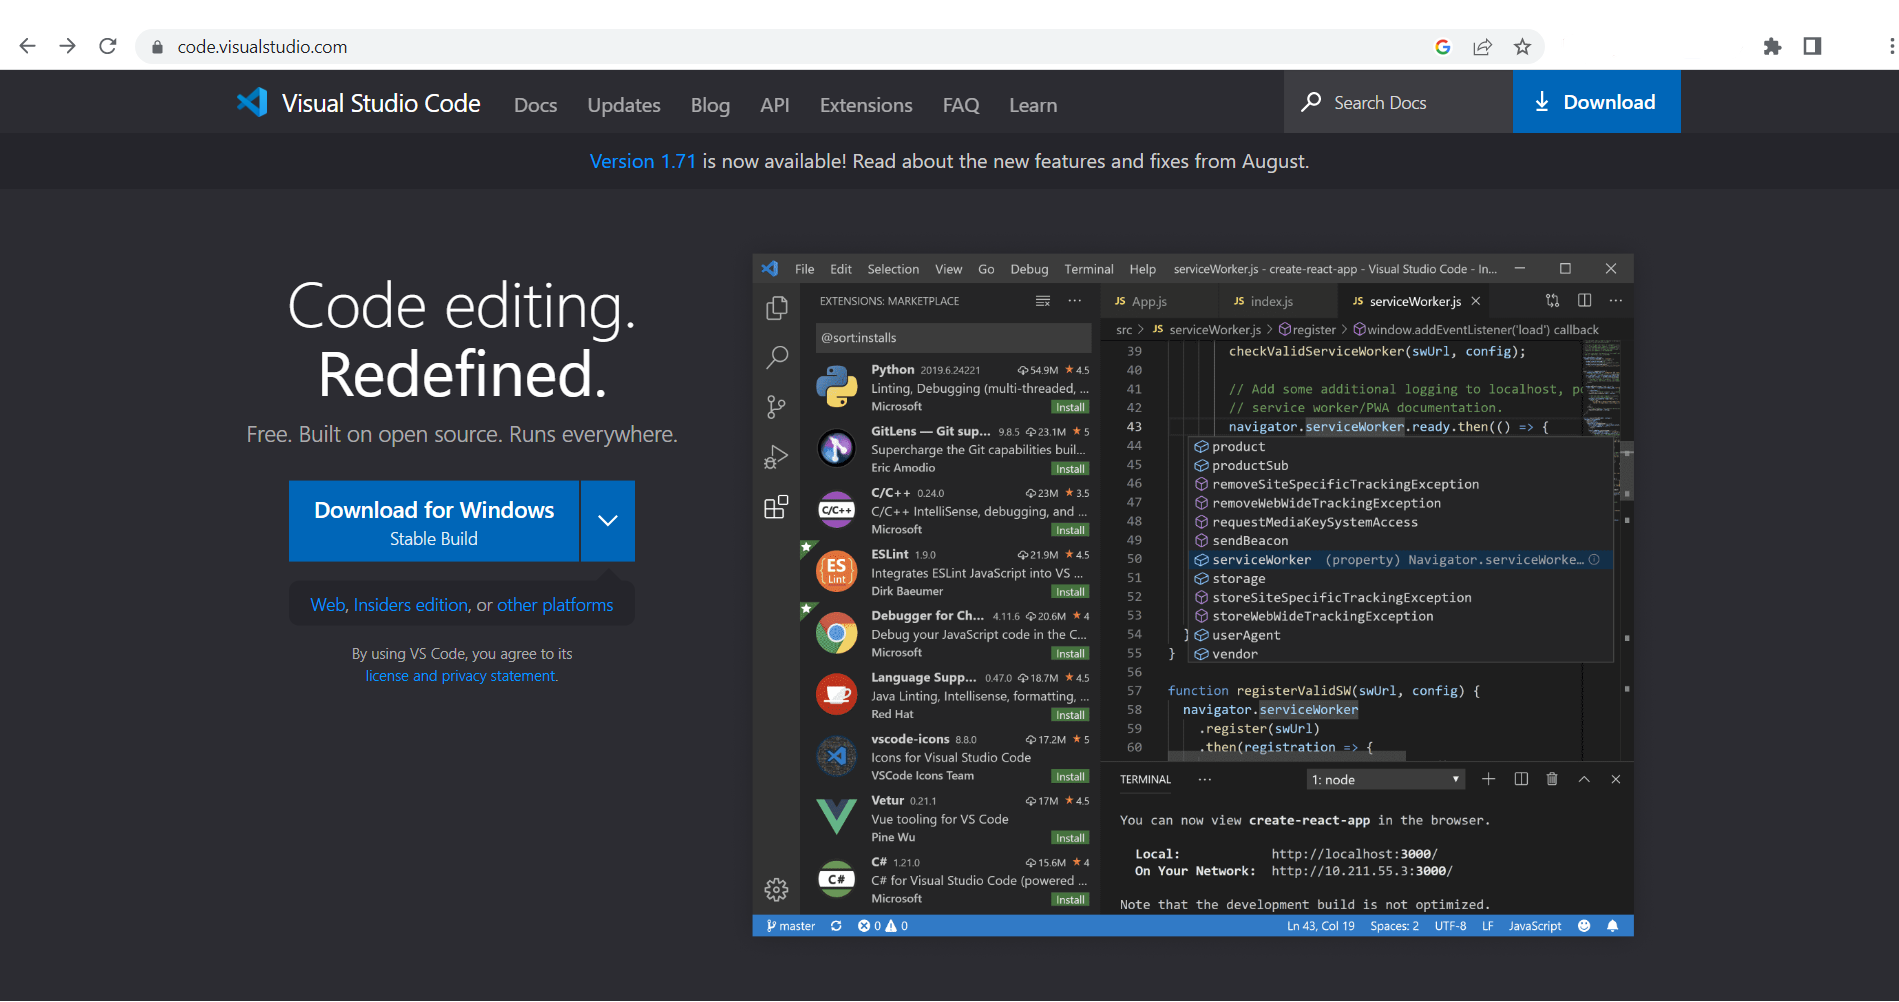 code.visualstudio.com
Visual Studio Code Docs Updates Blog API Extensions FAQ Learn Search Docs Download
Version 1.71 is now available! Read about the new features and fixes from August.
Code editing.
Redefined.
Free. Built on open source. Runs everywhere.
Download for Windows
Stable Build
Web, Insiders edition, or other platforms
By using VS Code, you agree to its
license and privacy statement.
File Edit Selection View Go Debug Terminal Help serviceWorker.js - create-react-app - Visual Studio Code - In...
EXTENSIONS: MARKETPLACE
@sort:installs
Python 2019.6.24221 54.9M ★ 4.5
Linting, Debugging (multi-threaded, ...
Microsoft Install
GitLens — Git sup... 9.8.5 23.1M ★ 5
Supercharge the Git capabilities buil...
Eric Amodio Install
C/C++ C/C++ 0.24.0 23M ★ 3.5
C/C++ IntelliSense, debugging, and ...
Microsoft Install
ES Lint ESLint 1.9.0 21.9M ★ 4.5
Integrates ESLint JavaScript into VS ...
Dirk Baeumer Install
Debugger for Ch... 4.11.6 20.6M ★ 4
Debug your JavaScript code in the C...
Microsoft Install
Language Supp... 0.47.0 18.7M ★ 4.5
Java Linting, Intellisense, formatting, ...
Red Hat Install
vscode-icons 8.8.0 17.2M ★ 5
Icons for Visual Studio Code
VSCode Icons Team Install
Vetur 0.21.1 17M ★ 4.5
Vue tooling for VS Code
Pine Wu Install
C# C# 1.21.0 15.6M ★ 4
C# for Visual Studio Code (powered ...
Microsoft Install
JS App.js JS index.js JS serviceWorker.js
src > JS serviceWorker.js > register > window.addEventListener('load') callback
39 checkValidServiceWorker(swUrl, config);
40
41 // Add some additional logging to localhost, p
42 // service worker/PWA documentation.
43 navigator.serviceWorker.ready.then(() => {
44 product
45 productSub
46 removeSiteSpecificTrackingException
47 removeWebWideTrackingException
48 requestMediaKeySystemAccess
49 sendBeacon
50 serviceWorker (property) Navigator.serviceWorke...
51 storage
52 storeSiteSpecificTrackingException
53 storeWebWideTrackingException
54 } userAgent
55 } vendor
56
57 function registerValidSW(swUrl, config) {
58 navigator.serviceWorker
59 .register(swUrl)
60 .then(registration => {
TERMINAL ... 1: node
You can now view create-react-app in the browser.
Local: http://localhost:3000/
On Your Network: http://10.211.55.3:3000/
Note that the development build is not optimized.
master 0 0 Ln 43, Col 19 Spaces: 2 UTF-8 LF JavaScript